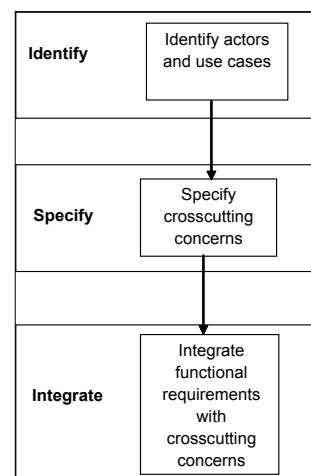 Identify
Identify actors
and use cases
Specify
Specify
crosscutting
concerns
Integrate
Integrate
functional
requirements
with
crosscutting
concerns